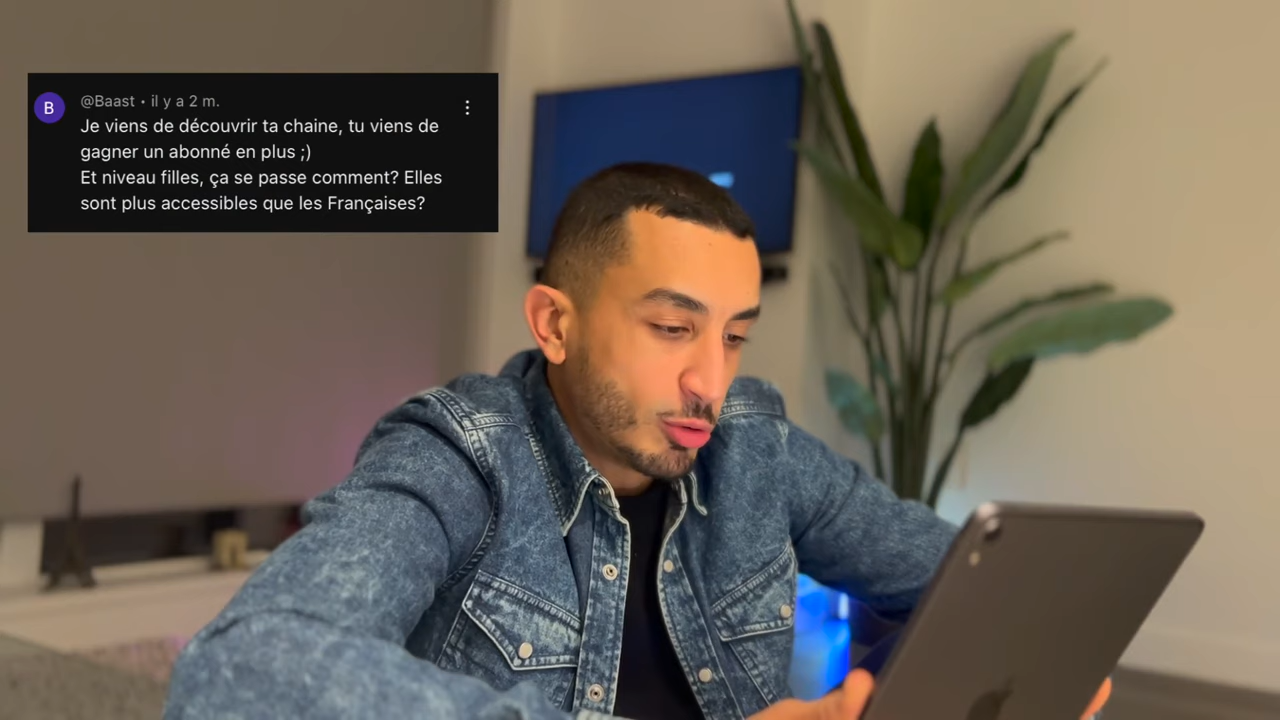 B
@Baast • il y a 2 m.
Je viens de découvrir ta chaine, tu viens de
gagner un abonné en plus ;)
Et niveau filles, ça se passe comment? Elles
sont plus accessibles que les Françaises?